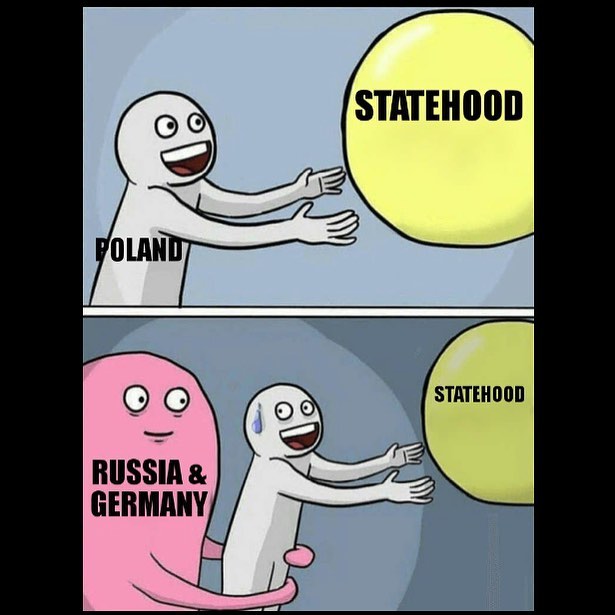 STATEHOOD
POLAND
STATEHOOD
RUSSIA &
GERMANY